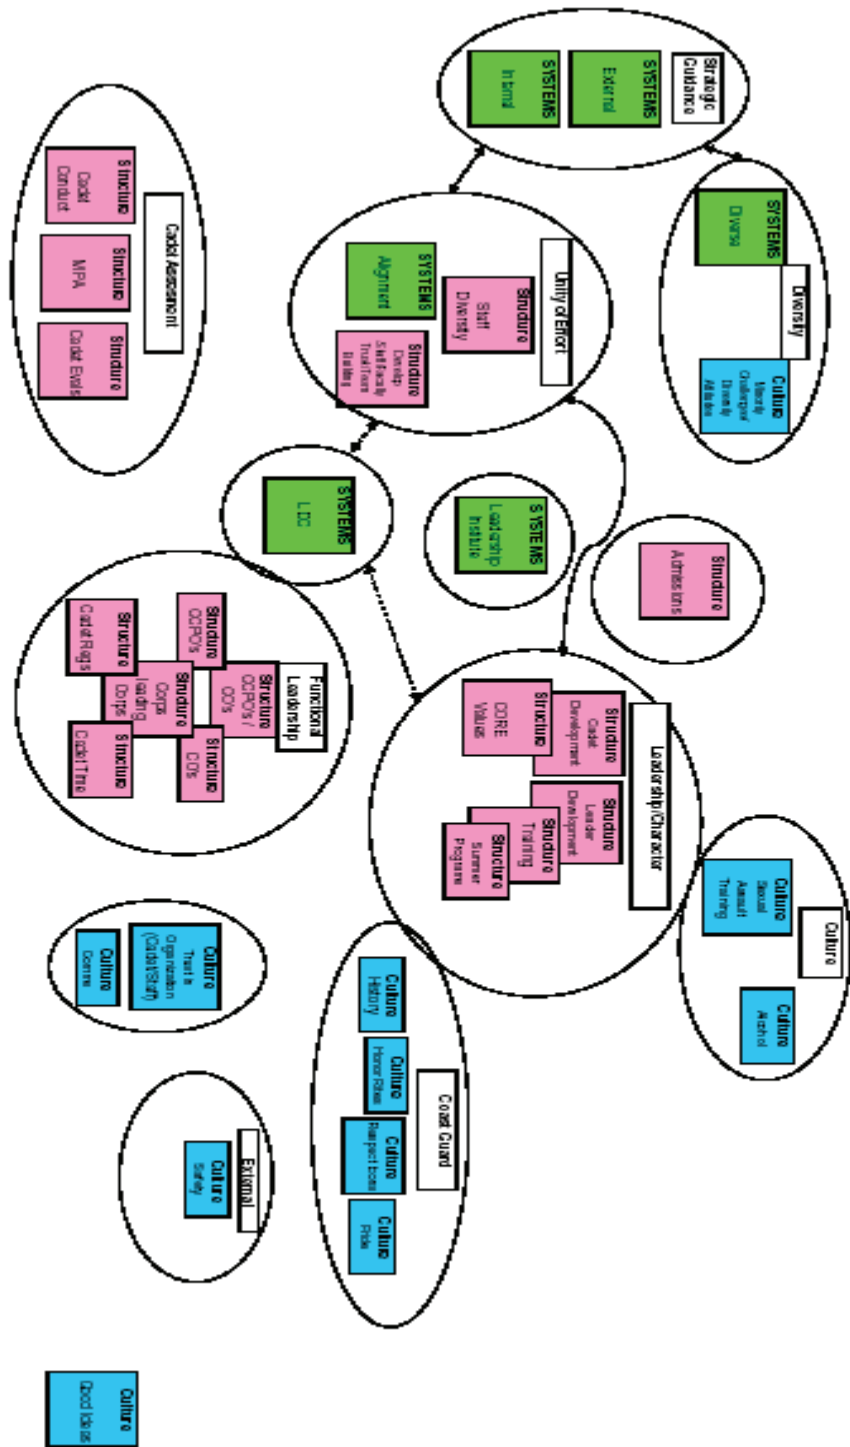 SYSTEMS
Diverse
Diversity
Culture
Minority
Challenges/
Diversity
Attitudes
Strategic
Guidance
SYSTEMS
External
SYSTEMS
Internal
Unity of Effort
Structure
Staff
Diversity
SYSTEMS
Alignment
Structure
Develop
Staff/Faculty
Trust/Team
Building
Cadet Assesment
Structure
Cadet
Conduct
Structure
MPA
Structure
Cadet Evals
SYSTEMS
LDC
SYSTEMS
Leadership
Institute
Structure
Admissions
Leadership/Character
Structure
Cadet
Development
Structure
CORE
Values
Structure
Leader
Development
Structure
Training
Structure
Summer
Programs
Functional
Leadership
Structure
CCPO's /
CO's
Structure
CCPO's
Structure
CO's
Structure
Corps
leading
Corps
Structure
Cadet Regs
Structure
Cadet Time
Culture
Culture
Sexual
Assault
Training
Culture
Alcohol
Coast Guard
Culture
History
Culture
Honor
Culture
Respect
Culture
Pride
Culture
Trust in
Organization
(Cadet/Staff)
Culture
Comms
External
Culture
Safety
Culture
Good Ideas